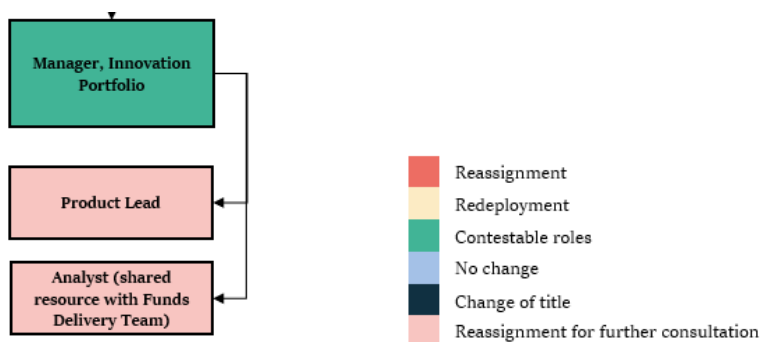 Manager, Innovation
Portfolio
Product Lead
Analyst (shared
resource with Funds
Delivery Team)
Reassignment
Redeployment
Contestable roles
No change
Change of title
Reassignment for further consultation